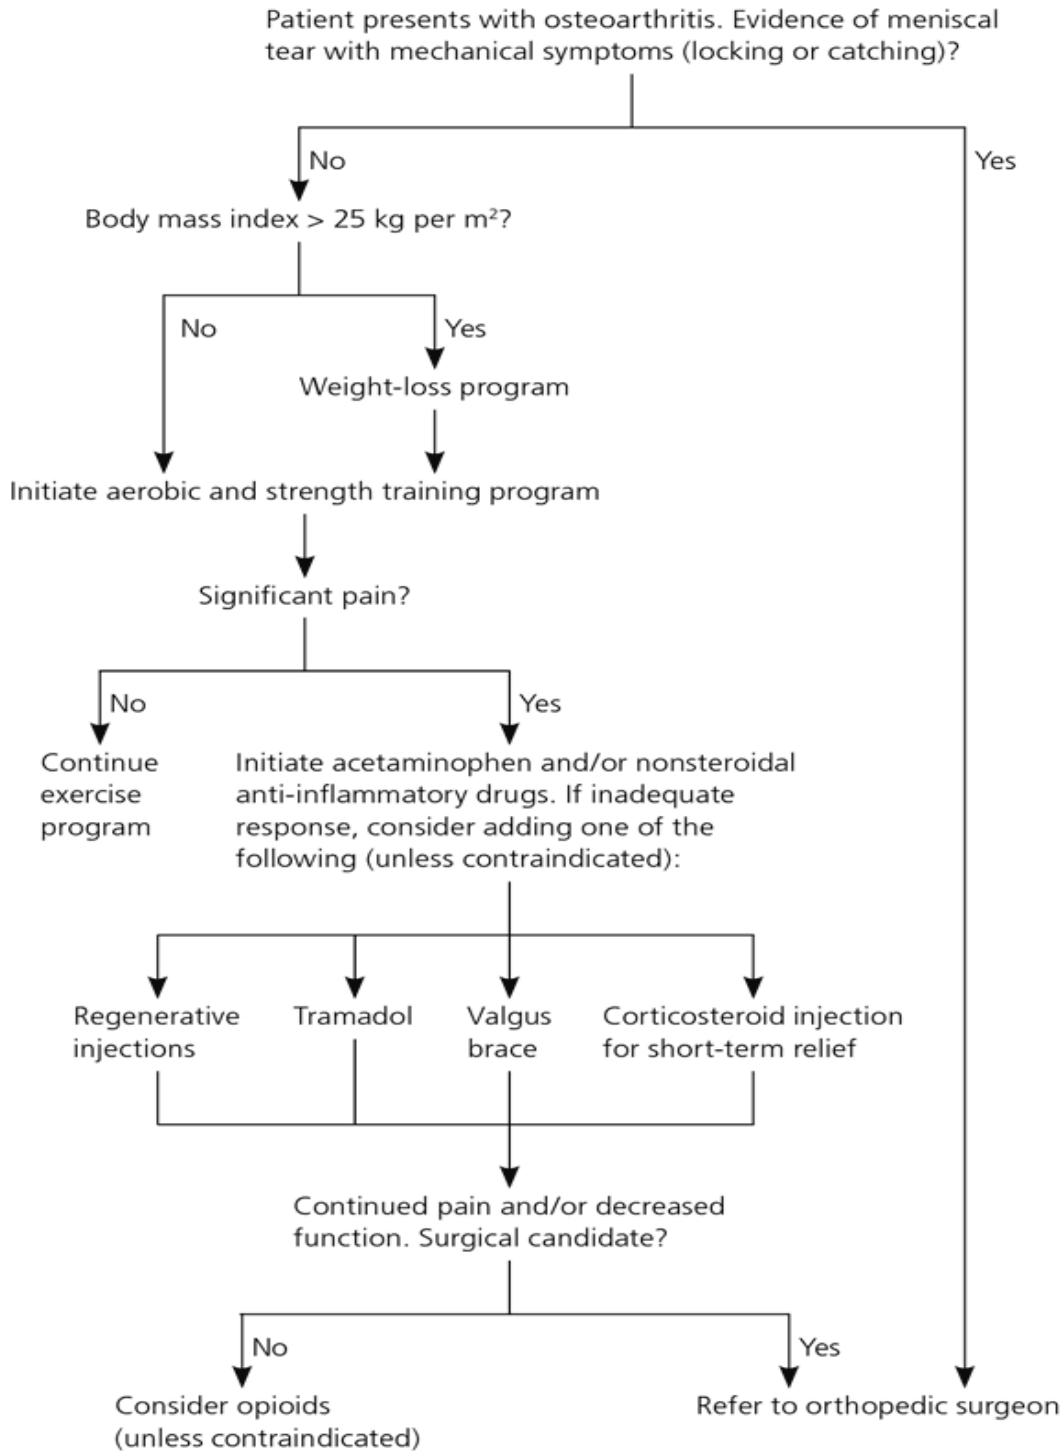 Patient presents with osteoarthritis. Evidence of meniscal
tear with mechanical symptoms (locking or catching)?
No
Yes
Body mass index > 25 kg per m²?
No
Yes
Weight-loss program
Initiate aerobic and strength training program
Significant pain?
No
Yes
Continue
exercise
program
Initiate acetaminophen and/or nonsteroidal
anti-inflammatory drugs. If inadequate
response, consider adding one of the
following (unless contraindicated):
Regenerative
injections
Tramadol
Valgus
brace
Corticosteroid injection
for short-term relief
Continued pain and/or decreased
function. Surgical candidate?
No
Yes
Consider opioids
(unless contraindicated)
Refer to orthopedic surgeon